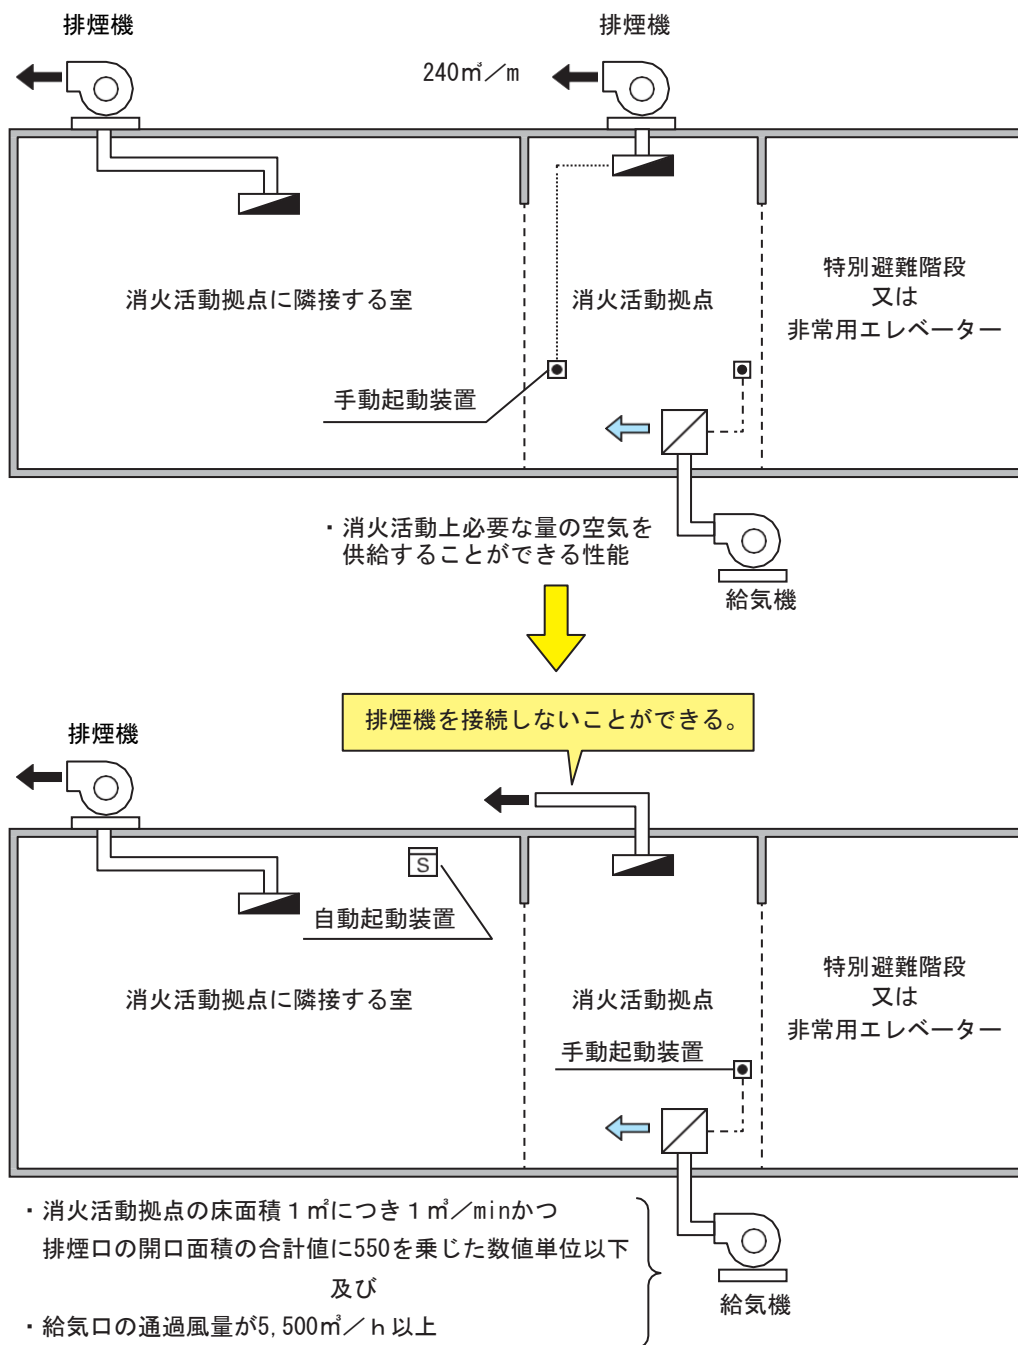 排煙機
排煙機
240㎥／m
消火活動拠点に隣接する室
消火活動拠点
特別避難階段
又は
非常用エレベーター
手動起動装置
・消火活動上必要な量の空気を
供給することができる性能
給気機
排煙機を接続しないことができる。
排煙機
S
自動起動装置
消火活動拠点に隣接する室
消火活動拠点
特別避難階段
又は
非常用エレベーター
手動起動装置
・消火活動拠点の床面積１㎡につき１㎥／minかつ
排煙口の開口面積の合計値に550を乗じた数値単位以下
及び
・給気口の通過風量が5,500㎥／ｈ以上
給気機